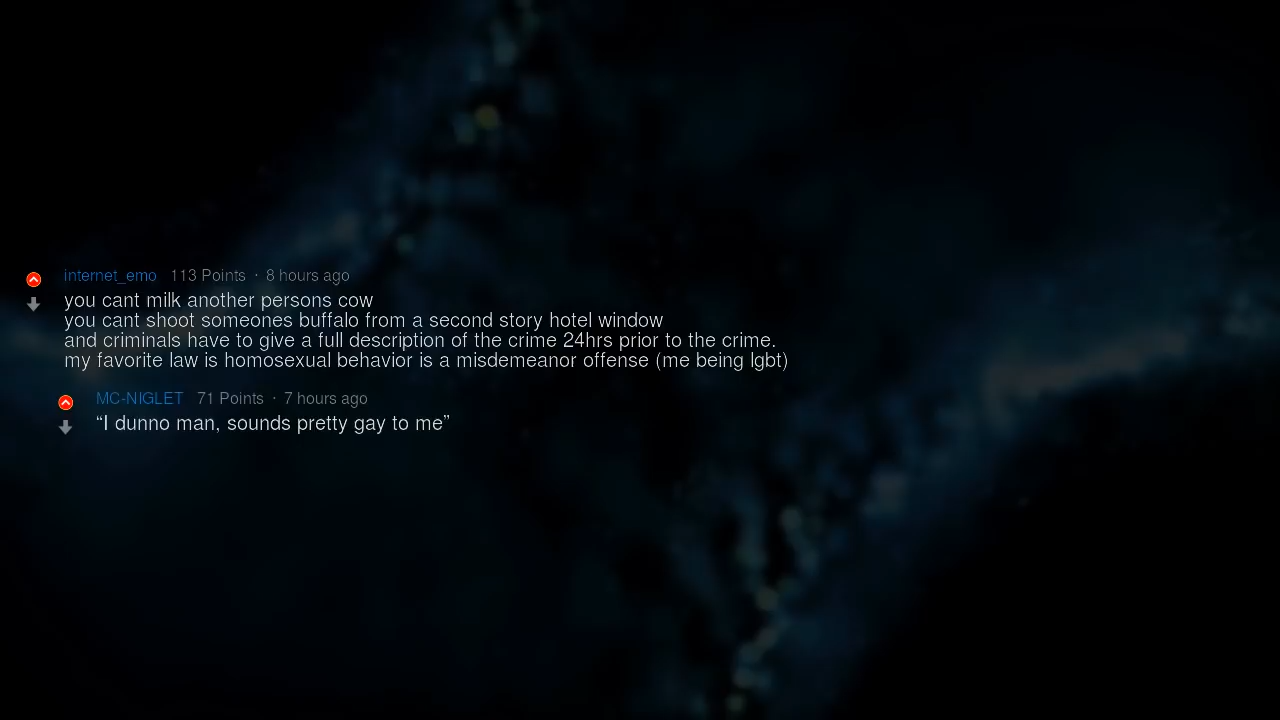 internet_emo 113 Points · 8 hours ago
you cant milk another persons cow
you cant shoot someones buffalo from a second story hotel window
and criminals have to give a full description of the crime 24hrs prior to the crime.
my favorite law is homosexual behavior is a misdemeanor offense (me being lgbt)
MC-NIGLET 71 Points · 7 hours ago
“I dunno man, sounds pretty gay to me”